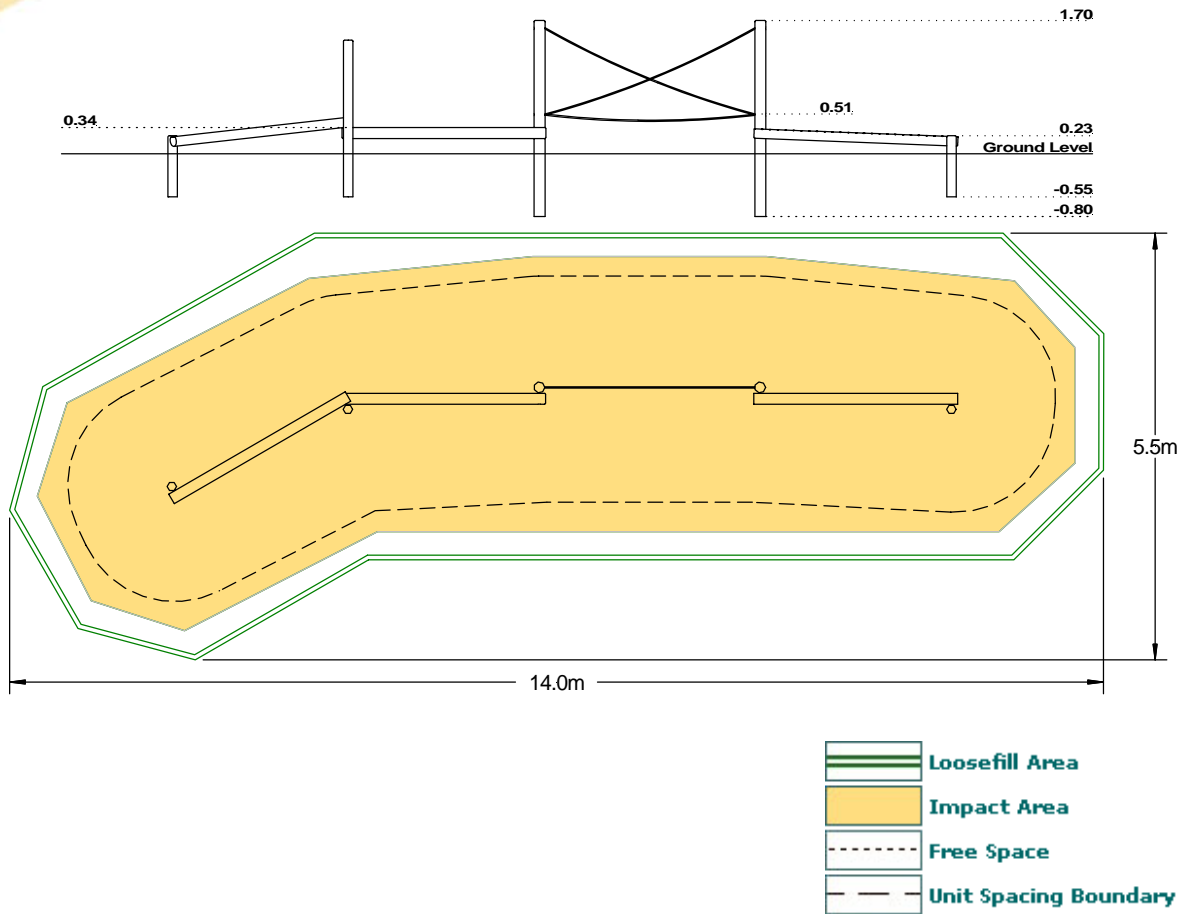 1.70
0.34
0.51
0.23
Ground Level
-0.55
-0.80
5.5m
14.0m
Loosefill Area
Impact Area
Free Space
Unit Spacing Boundary